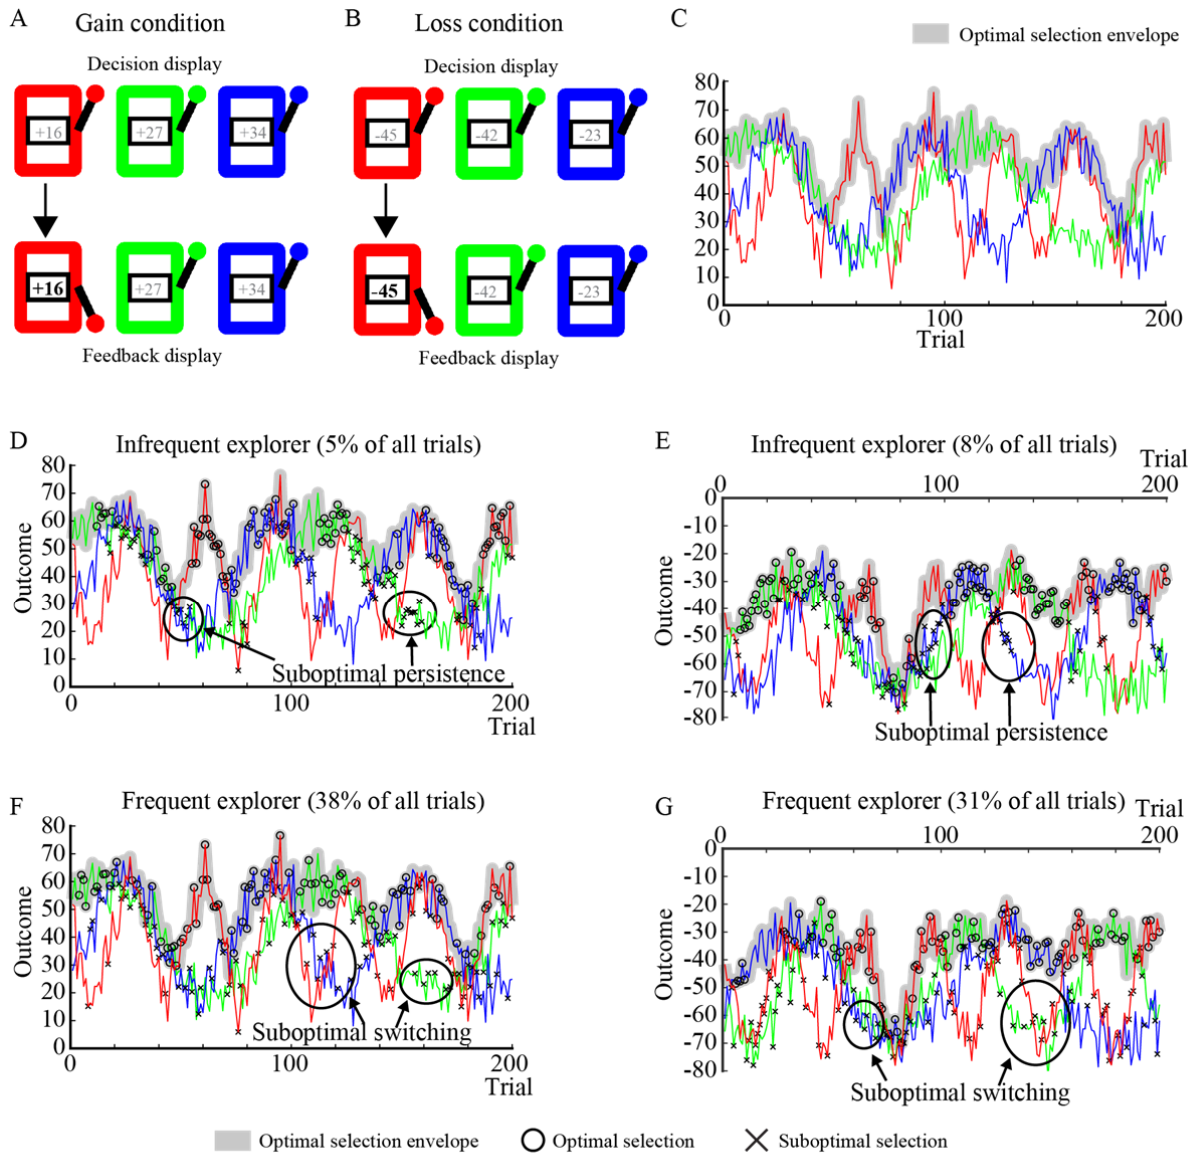 A Gain condition
B Loss condition
C Optimal selection envelope
Decision display
Decision display
+16 +27 +34
-45 -42 -23
+16 +27 +34
-45 -42 -23
Feedback display
Feedback display
80
70
60
50
40
30
20
10
0
0 100 200
Trial
D Infrequent explorer (5% of all trials)
80
70
60
50
40
30
20
10
0
Outcome
Suboptimal persistence
0 100 200
Trial
E Infrequent explorer (8% of all trials)
Trial
0 100 200
0
-10
-20
-30
-40
-50
-60
-70
-80
Outcome
Suboptimal persistence
F Frequent explorer (38% of all trials)
80
70
60
50
40
30
20
10
0
Outcome
Suboptimal switching
0 100 200
Trial
G Frequent explorer (31% of all trials)
Trial
0 100 200
0
-10
-20
-30
-40
-50
-60
-70
-80
Outcome
Suboptimal switching
Optimal selection envelope Optimal selection Suboptimal selection